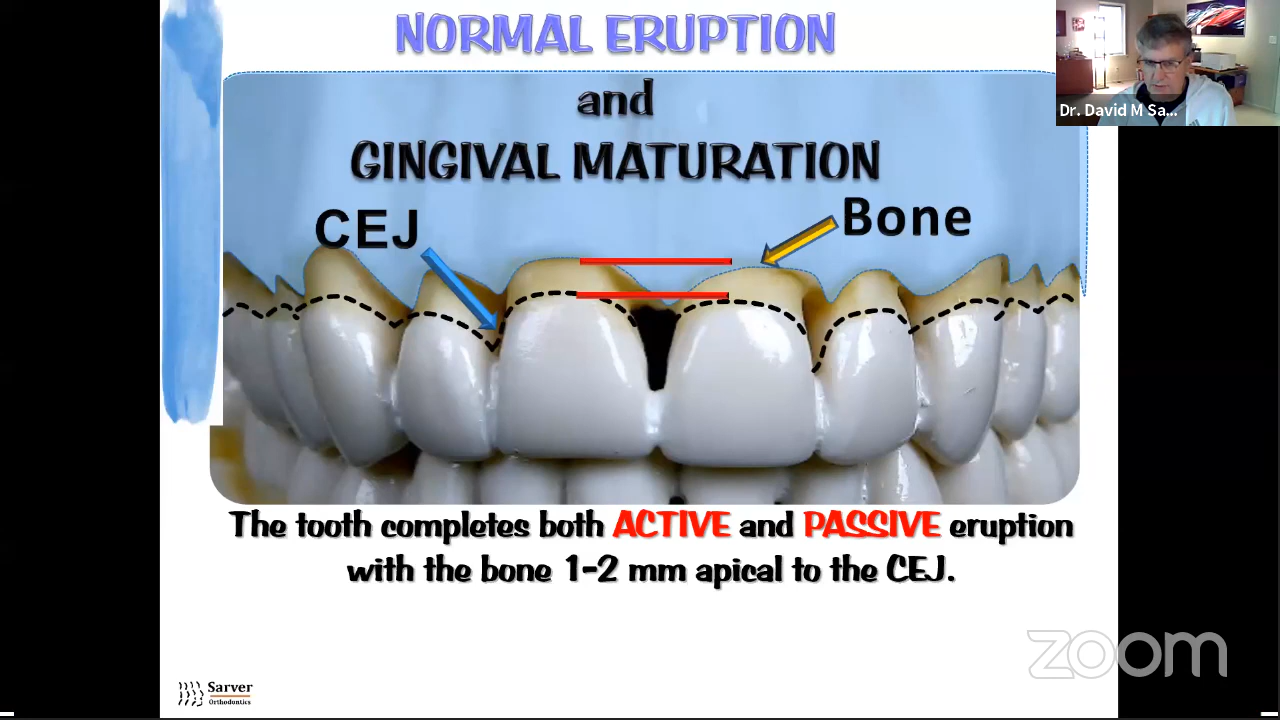 NORMAL ERUPTION
and
GINGIVAL MATURATION
CEJ
Bone
Dr. David M Sa...
The tooth completes both ACTIVE and PASSIVE eruption
with the bone 1-2 mm apical to the CEJ.
zoom
Sarver
Orthodontics